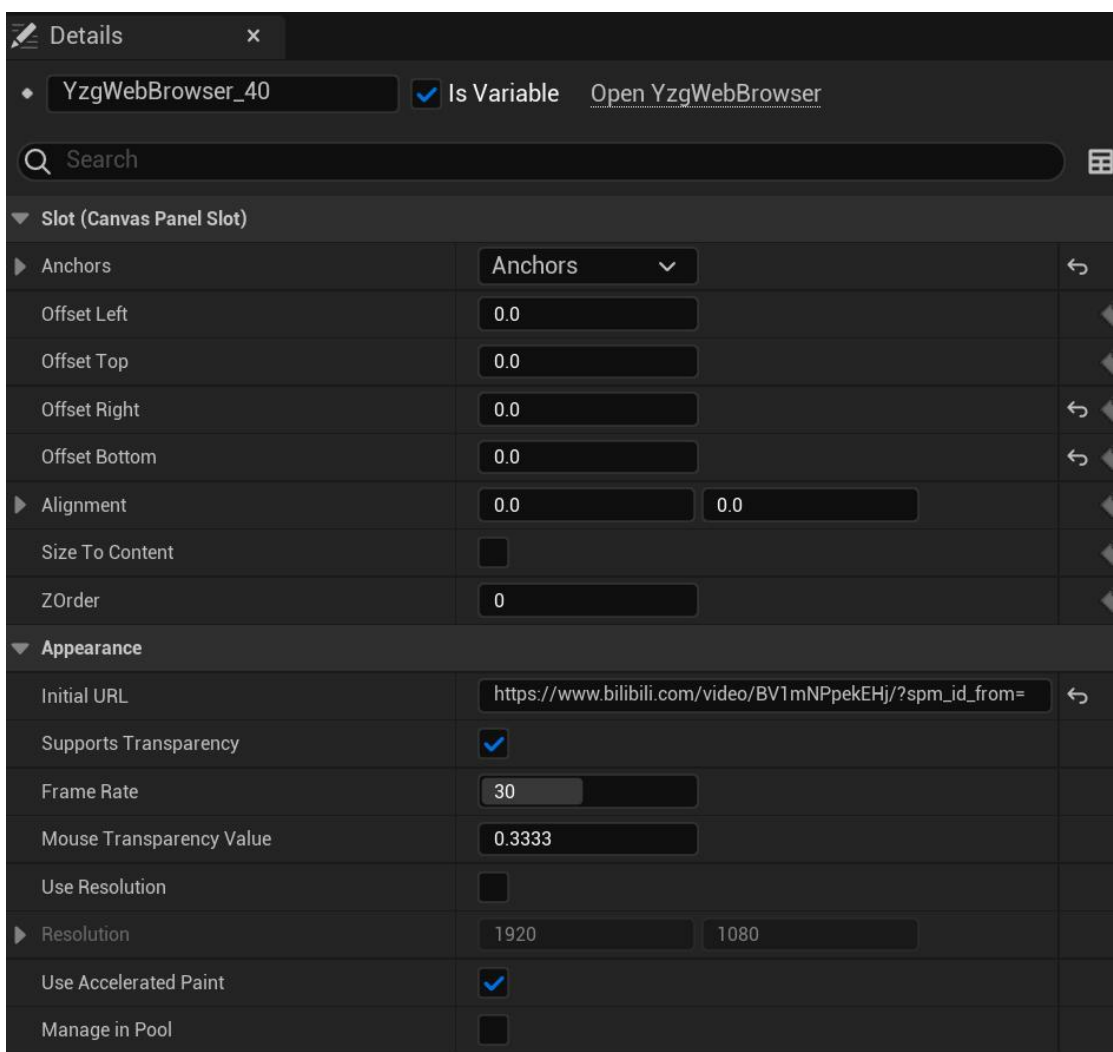 Details
YzgWebBrowser_40 Is Variable Open YzgWebBrowser
Search
Slot (Canvas Panel Slot)
Anchors Anchors
Offset Left 0.0
Offset Top 0.0
Offset Right 0.0
Offset Bottom 0.0
Alignment 0.0 0.0
Size To Content
ZOrder 0
Appearance
Initial URL https://www.bilibili.com/video/BV1mNPpekEHj/?spm_id_from=
Supports Transparency
Frame Rate 30
Mouse Transparency Value 0.3333
Use Resolution
Resolution 1920 1080
Use Accelerated Paint
Manage in Pool